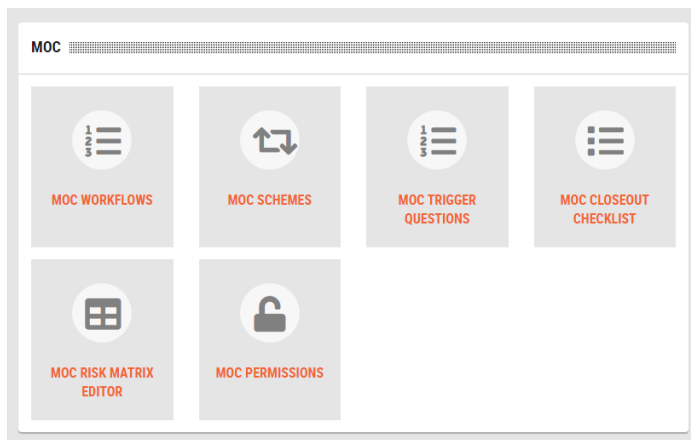 MOC
MOC WORKFLOWS
MOC SCHEMES
MOC TRIGGER
QUESTIONS
MOC CLOSEOUT
CHECKLIST
MOC RISK MATRIX
EDITOR
MOC PERMISSIONS